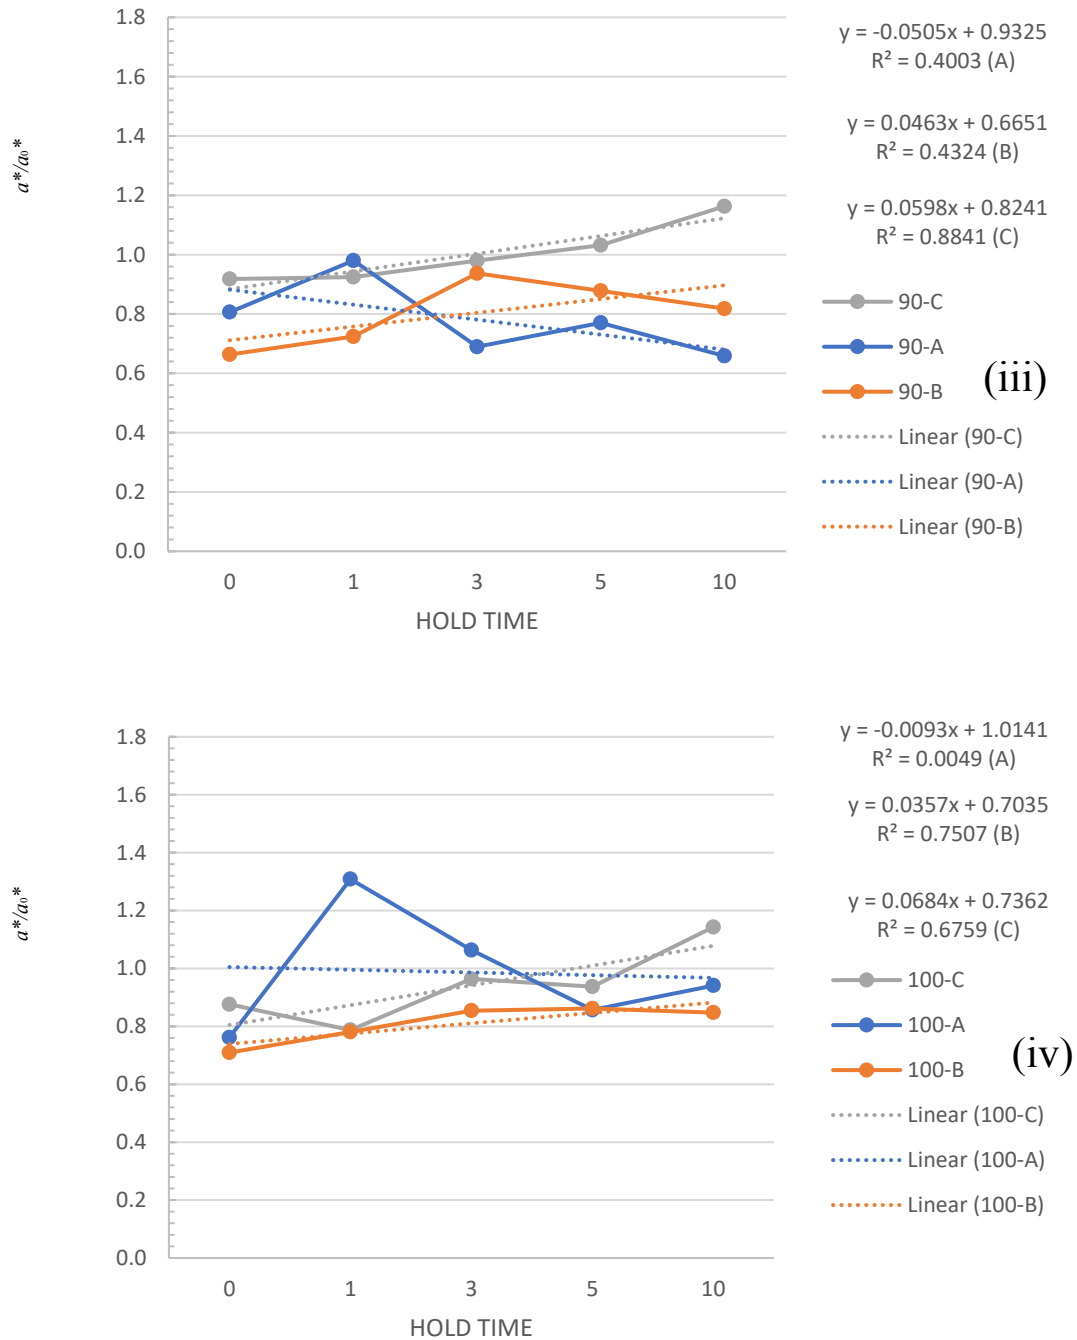 1.8
1.6
1.4
1.2
1.0
0.8
0.6
0.4
0.2
0.0
a*/a₀*
0 1 3 5 10
HOLD TIME
y = -0.0505x + 0.9325
R² = 0.4003 (A)
y = 0.0463x + 0.6651
R² = 0.4324 (B)
y = 0.0598x + 0.8241
R² = 0.8841 (C)
90-C
90-A
90-B
(iii)
Linear (90-C)
Linear (90-A)
Linear (90-B)
1.8
1.6
1.4
1.2
1.0
0.8
0.6
0.4
0.2
0.0
a*/a₀*
0 1 3 5 10
HOLD TIME
y = -0.0093x + 1.0141
R² = 0.0049 (A)
y = 0.0357x + 0.7035
R² = 0.7507 (B)
y = 0.0684x + 0.7362
R² = 0.6759 (C)
100-C
100-A
100-B
(iv)
Linear (100-C)
Linear (100-A)
Linear (100-B)